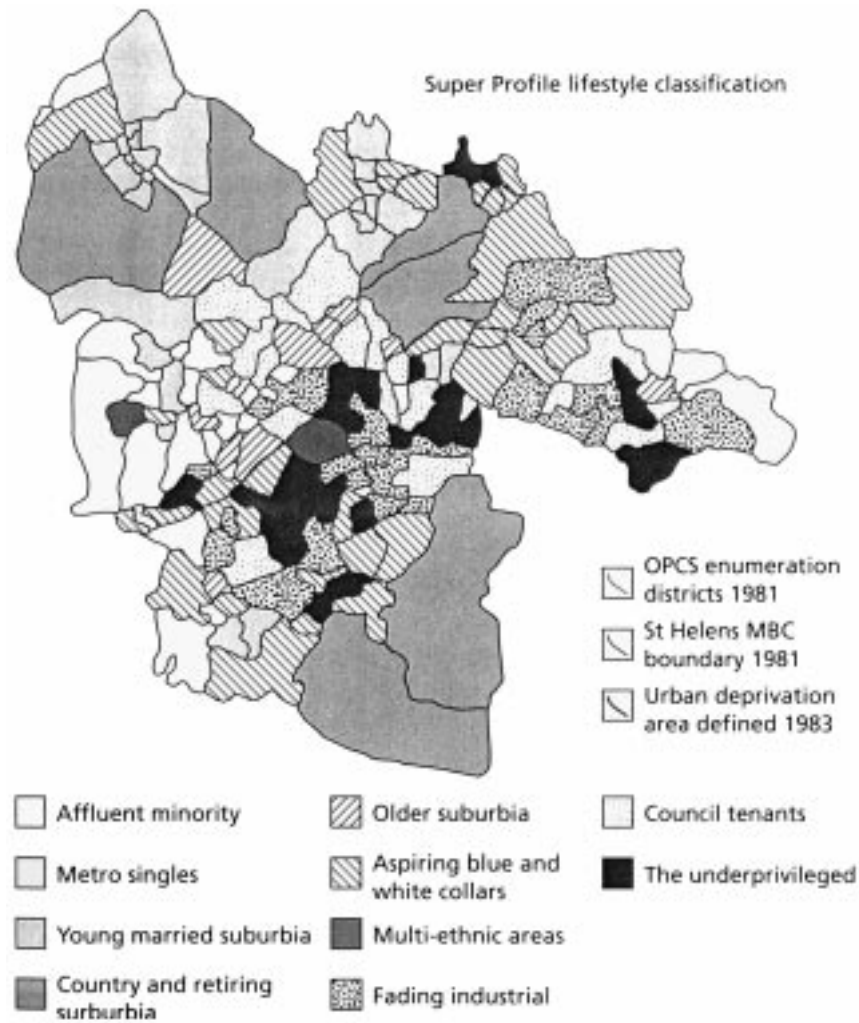 Super Profile lifestyle classification
OPCS enumeration
districts 1981
St Helens MBC
boundary 1981
Urban deprivation
area defined 1983
Affluent minority
Metro singles
Young married suburbia
Country and retiring
surburbia
Older suburbia
Aspiring blue and
white collars
Multi-ethnic areas
Fading industrial
Council tenants
The underprivileged